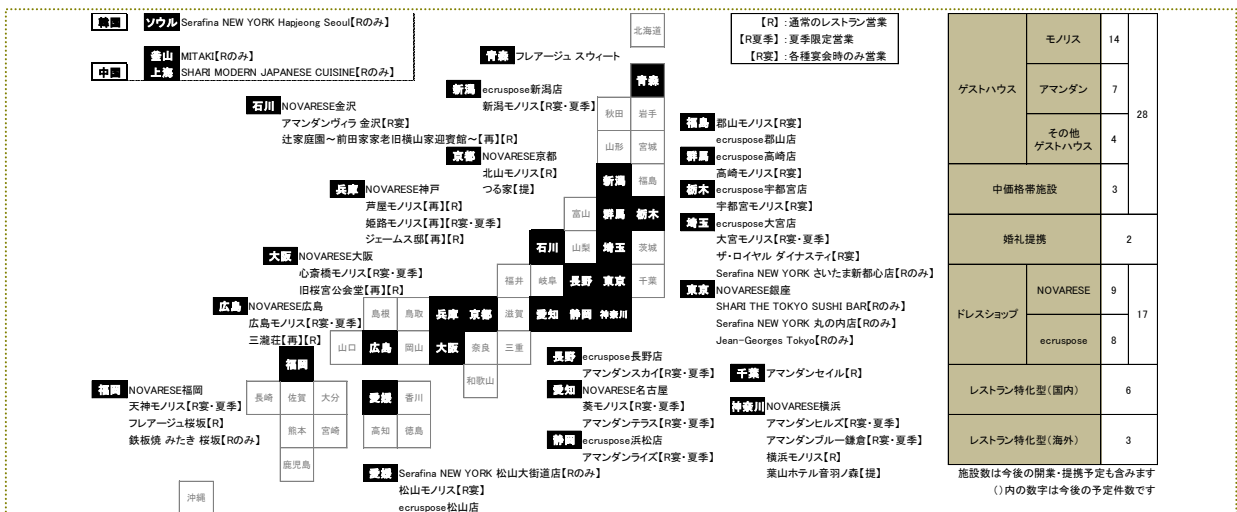 韓国 ソウル Serafina NEW YORK Hapjeong Seoul【Rのみ】
釜山 MITAKI【Rのみ】
中国 上海 SHARI MODERN JAPANESE CUISINE【Rのみ】
【R】:通常のレストラン営業
【R夏季】:夏季限定営業
【R宴】:各種宴会時のみ営業
北海道
青森 フレアージュ スウィート
青森
新潟 ecruspose新潟店
新潟モノリス【R宴・夏季】
石川 NOVARESE金沢
アマンダンヴィラ 金沢【R宴】
辻家庭園~前田家家老旧横山家迎賓館~【再】【R】
京都 NOVARESE京都
北山モノリス【R】
つる家【提】
兵庫 NOVARESE神戸
芦屋モノリス【再】【R】
姫路モノリス【再】【R宴・夏季】
ジェームス邸【再】【R】
大阪 NOVARESE大阪
心斎橋モノリス【R宴・夏季】
旧桜宮公会堂【再】【R】
広島 NOVARESE広島
広島モノリス【R宴・夏季】
三瀧荘【再】【R】
福岡 NOVARESE福岡
天神モノリス【R宴・夏季】
フレアージュ桜坂【R】
鉄板焼 みたき 桜坂【Rのみ】
秋田 岩手
山形 宮城
新潟 福島
富山 群馬 栃木
石川 山梨 埼玉 茨城
福井 岐阜 長野 東京 千葉
島根 鳥取 兵庫 京都 滋賀 愛知 静岡 神奈川
山口 広島 岡山 大阪 奈良 三重
福岡 和歌山
長崎 佐賀 大分 愛媛 香川
熊本 宮崎 高知 徳島
鹿児島
沖縄
福島 郡山モノリス【R宴】
ecruspose郡山店
群馬 ecruspose高崎店
高崎モノリス【R宴】
栃木 ecruspose宇都宮店
宇都宮モノリス【R宴】
埼玉 ecruspose大宮店
大宮モノリス【R宴・夏季】
ザ・ロイヤル ダイナスティ【R宴】
Serafina NEW YORK さいたま新都心店【Rのみ】
東京 NOVARESE銀座
SHARI THE TOKYO SUSHI BAR【Rのみ】
Serafina NEW YORK 丸の内店【Rのみ】
Jean-Georges Tokyo【Rのみ】
長野 ecruspose長野店
アマンダンスカイ【R宴・夏季】
愛知 NOVARESE名古屋
葵モノリス【R宴・夏季】
アマンダンテラス【R宴・夏季】
静岡 ecruspose浜松店
アマンダンライズ【R宴・夏季】
千葉 アマンダンセイル【R】
神奈川 NOVARESE横浜
アマンダンヒルズ【R宴・夏季】
アマンダンブルー鎌倉【R宴・夏季】
横浜モノリス【R】
葉山ホテル音羽ノ森【提】
愛媛 Serafina NEW YORK 松山大街道店【Rのみ】
松山モノリス【R宴】
ecruspose松山店
ゲストハウス モノリス 14 28
アマンダン 7
その他
ゲストハウス 4
中価格帯施設 3
婚礼提携 2
ドレスショップ NOVARESE 9 17
ecruspose 8
レストラン特化型(国内) 6
レストラン特化型(海外) 3
施設数は今後の開業・提携予定も含みます
()内の数字は今後の予定件数です